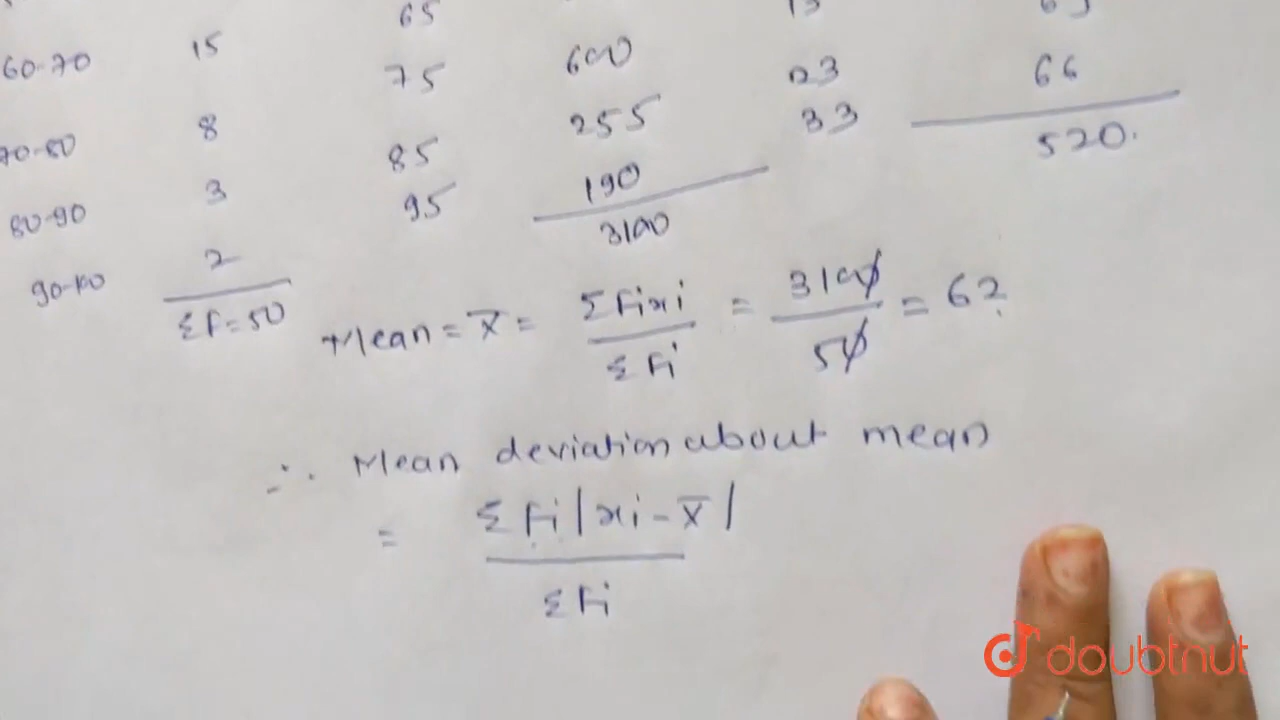 65 13 65
60-70 15 75 600 23 66
70-80 8 85 255 33 520.
80-90 3 95 190
3100
90-100 2
ΣF=50
Mean = x̅ = ΣFixi / ΣFi = 3100 / 50 = 62
∴ Mean deviation about mean
= ΣFi|xi-x̅|
ΣFi
doubtnut